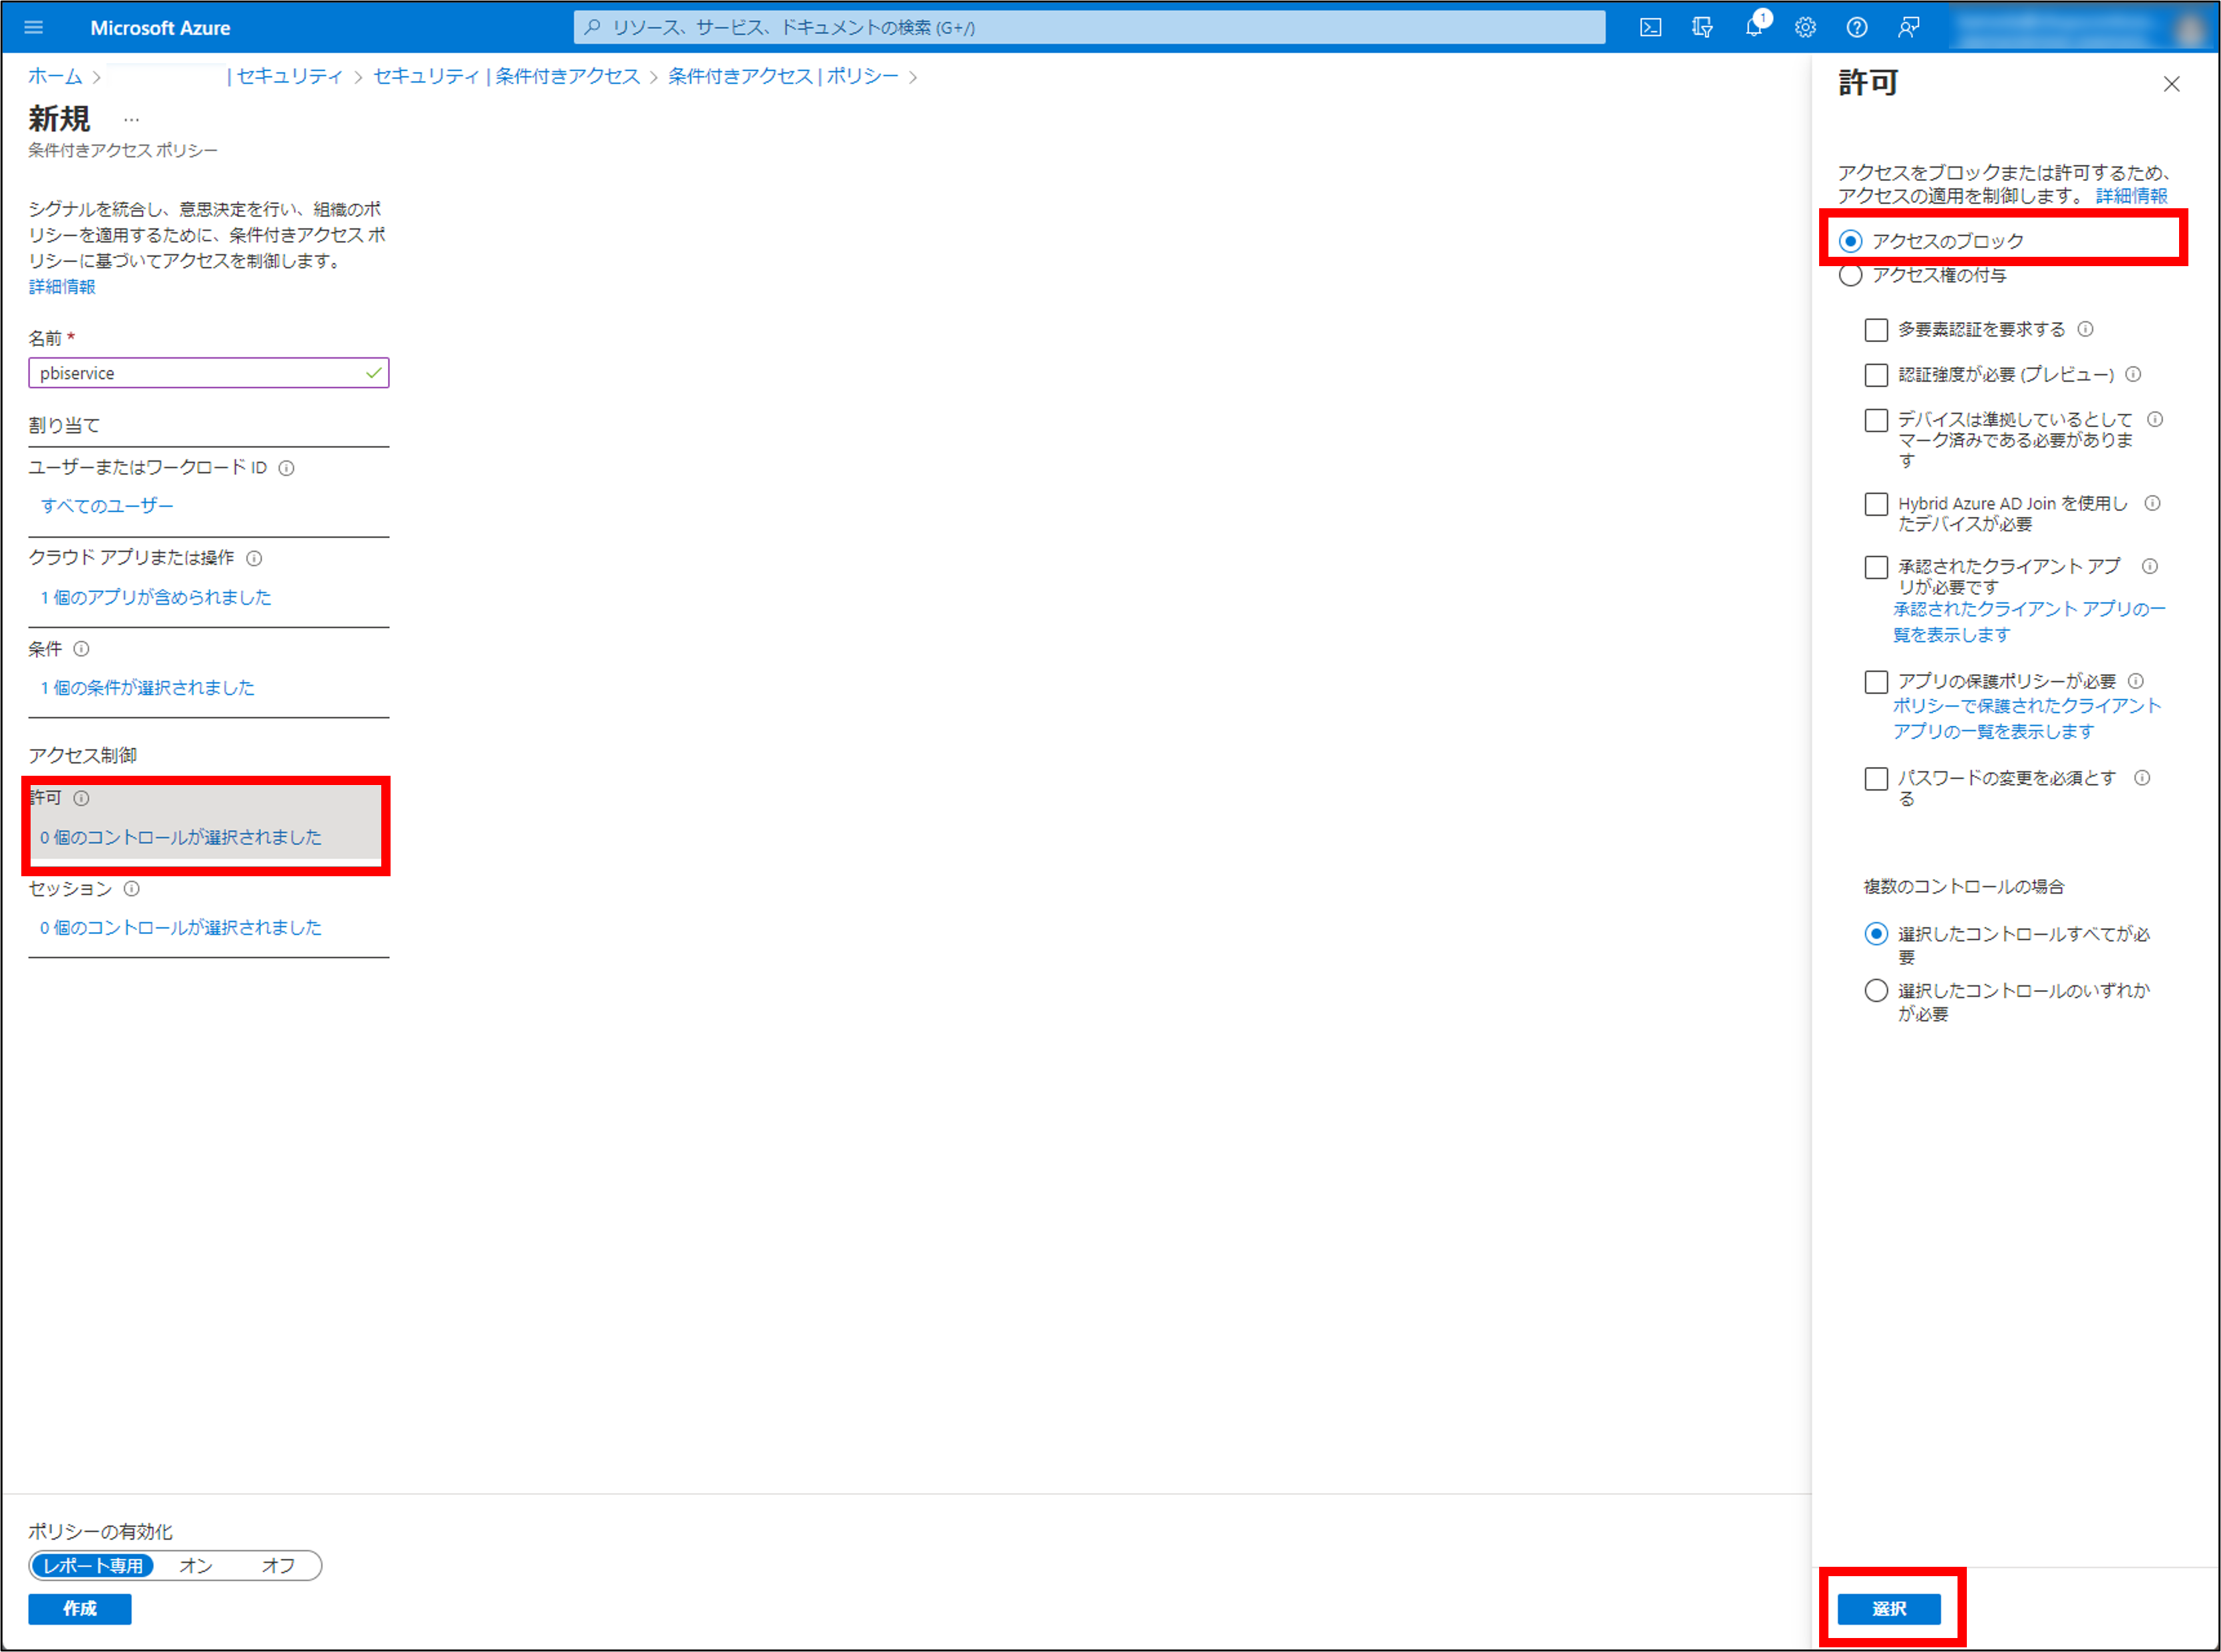 Microsoft Azure
リソース、サービス、ドキュメントの検索 (G+/)
1
ホーム > | セキュリティ > セキュリティ | 条件付きアクセス > 条件付きアクセス | ポリシー >
新規 …
条件付きアクセス ポリシー
シグナルを統合し、意思決定を行い、組織のポ
リシーを適用するために、条件付きアクセス ポ
リシーに基づいてアクセスを制御します。
詳細情報
名前 *
pbiservice
割り当て
ユーザーまたはワークロード ID
すべてのユーザー
クラウド アプリまたは操作
1 個のアプリが含められました
条件
1 個の条件が選択されました
アクセス制御
許可
0 個のコントロールが選択されました
セッション
0 個のコントロールが選択されました
ポリシーの有効化
レポート専用 オン オフ
作成
許可
アクセスをブロックまたは許可するため、
アクセスの適用を制御します。 詳細情報
アクセスのブロック
アクセス権の付与
多要素認証を要求する
認証強度が必要 (プレビュー)
デバイスは準拠しているとして
マーク済みである必要がありま
す
Hybrid Azure AD Join を使用し
たデバイスが必要
承認されたクライアント アプ
リが必要です
承認されたクライアント アプリの一
覧を表示します
アプリの保護ポリシーが必要
ポリシーで保護されたクライアント
アプリの一覧を表示します
パスワードの変更を必須とす
る
複数のコントロールの場合
選択したコントロールすべてが必
要
選択したコントロールのいずれか
が必要
選択